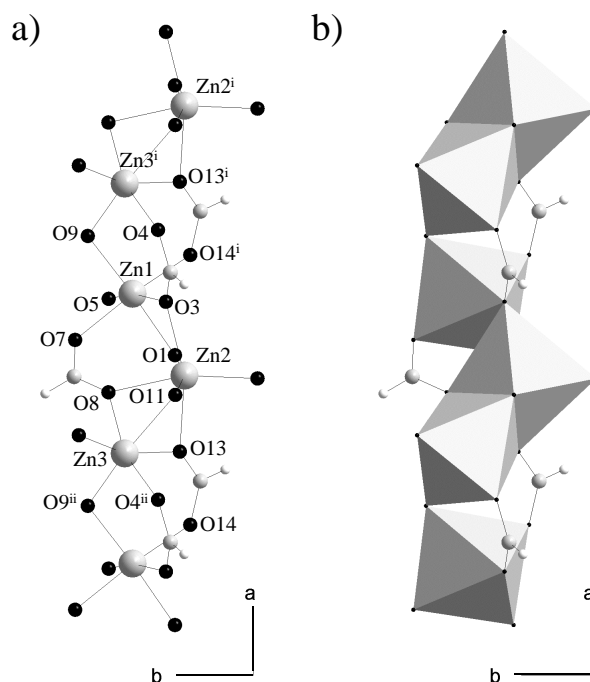 a)
b)
Zn2ⁱ
Zn3ⁱ
O13ⁱ
O9
O4
O14ⁱ
Zn1
O5
O3
O7
O1
Zn2
O8
O11
Zn3
O13
O9ⁱⁱ
O4ⁱⁱ
O14
a
a
b
b